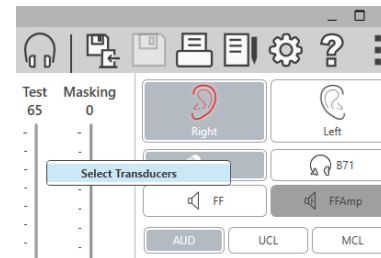 Test Masking
65 0
Right Left
Select Transducers
B71
FF FFAmp
AUD UCL MCL